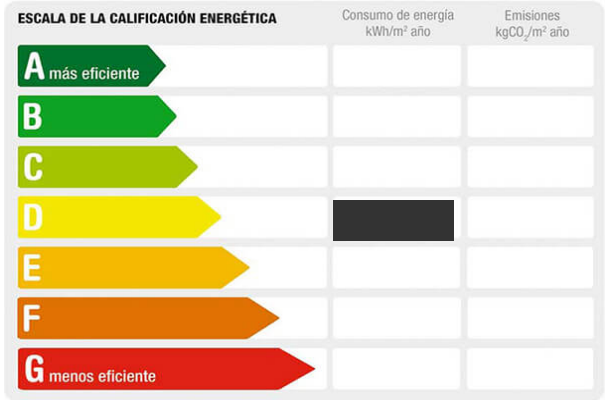 ESCALA DE LA CALIFICACIÓN ENERGÉTICA
Consumo de energía
kWh/m² año
Emisiones
kgCO₂/m² año
A más eficiente
B
C
D
E
F
G menos eficiente